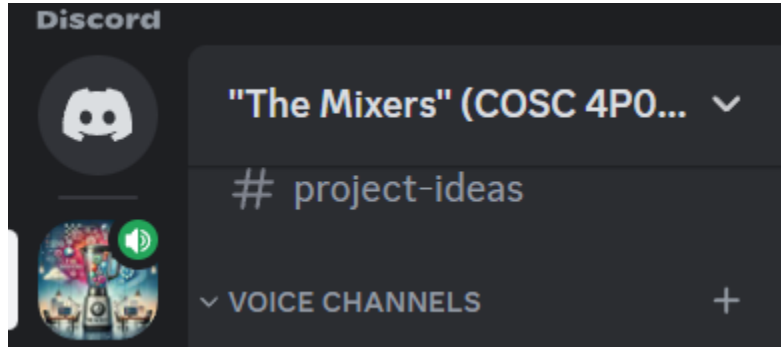 Discord
"The Mixers" (COSC 4P0...
# project-ideas
VOICE CHANNELS +